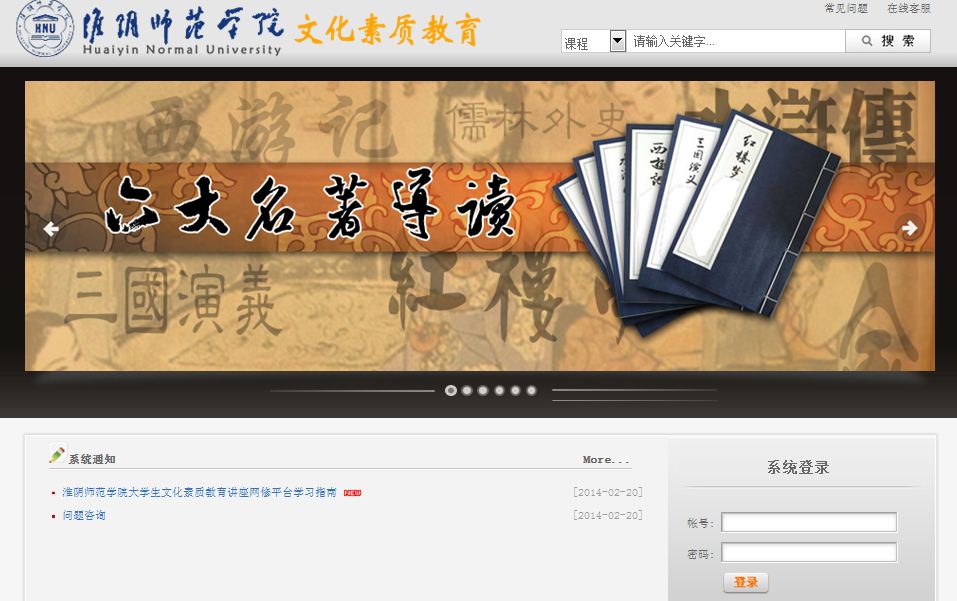 常见问题 在线客服
HNU 淮阴师范学院 文化素质教育
Huaiyin Normal University
课程 请输入关键字... 搜 索
西游记 儒林外史 水浒傳
六大名著导读
西游记 三国演义 红楼梦
三國演義 紅樓 金
系统通知 More...
系统登录
淮阴师范学院大学生文化素质教育讲座网修平台学习指南 NEW [2014-02-20]
问题咨询 [2014-02-20]
帐号:
密码:
登录